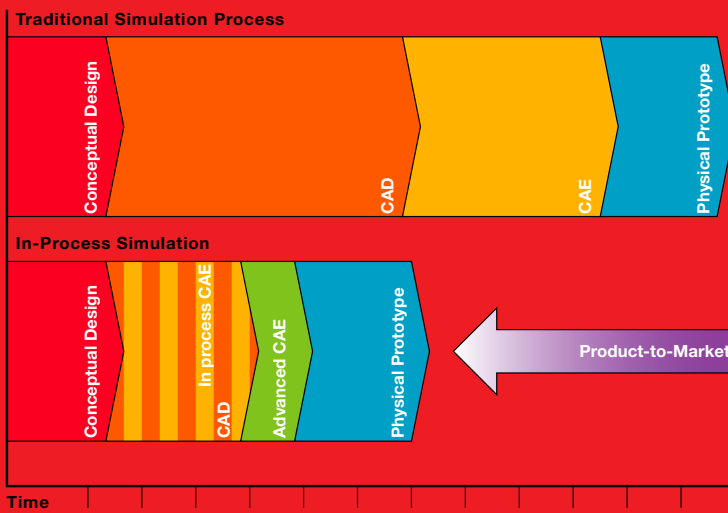 Traditional Simulation Process
Conceptual Design
CAD
CAE
Physical Prototype
In-Process Simulation
Conceptual Design
In process CAE
CAD
Advanced CAE
Physical Prototype
Product-to-Market
Time